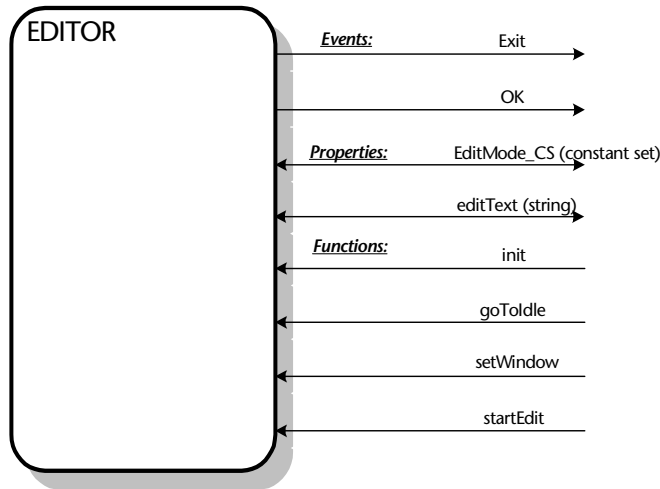 EDITOR
Events: Exit
OK
Properties: EditMode_CS (constant set)
editText (string)
Functions: init
goToIdle
setWindow
startEdit